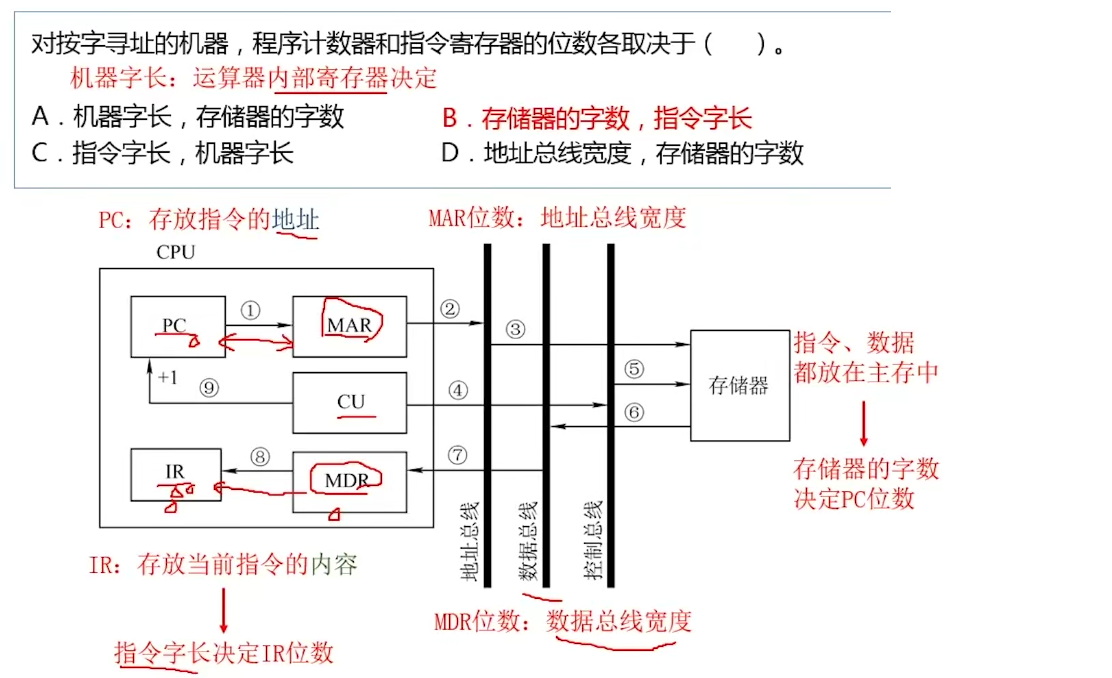 对按字寻址的机器，程序计数器和指令寄存器的位数各取决于（　　）。
机器字长：运算器内部寄存器决定
A．机器字长，存储器的字数
B．存储器的字数，指令字长
C．指令字长，机器字长
D．地址总线宽度，存储器的字数
PC：存放指令的地址
MAR位数：地址总线宽度
CPU
PC
①
MAR
②
③
+1
⑨
CU
④
⑤
⑥
存储器
指令、数据
都放在主存中
IR
⑧
MDR
⑦
存储器的字数
决定PC位数
地址总线
数据总线
控制总线
IR：存放当前指令的内容
MDR位数：数据总线宽度
指令字长决定IR位数